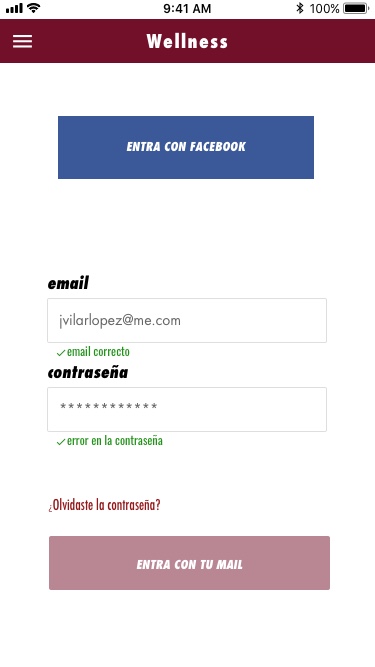 9:41 AM
100%
Wellness
ENTRA CON FACEBOOK
email
jvilarlopez@me.com
email correcto
contraseña
************
error en la contraseña
¿Olvidaste la contraseña?
ENTRA CON TU MAIL